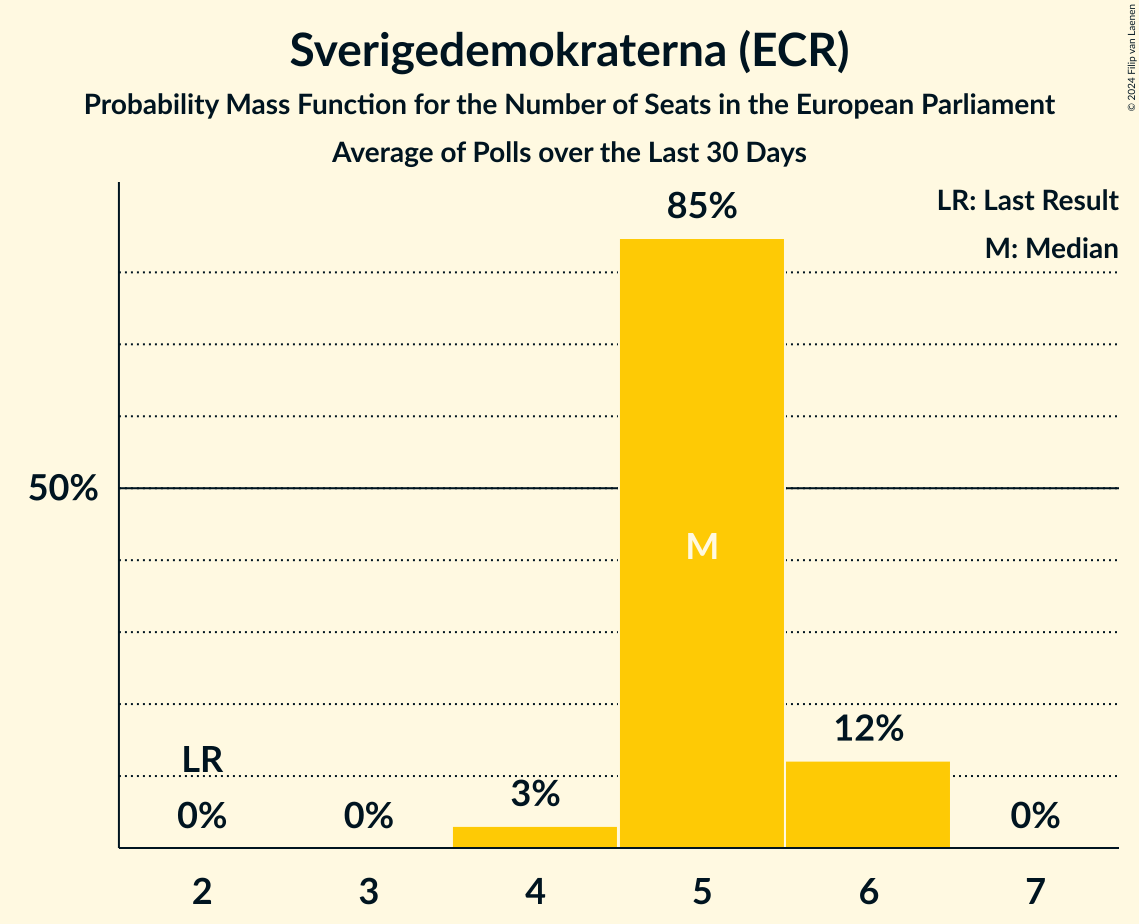 Sverigedemokraterna (ECR)
Probability Mass Function for the Number of Seats in the European Parliament
Average of Polls over the Last 30 Days
© 2024 Filip van Laenen
LR: Last Result
M: Median
85%
50%
M
12%
LR
3%
0%
0%
0%
2
3
4
5
6
7